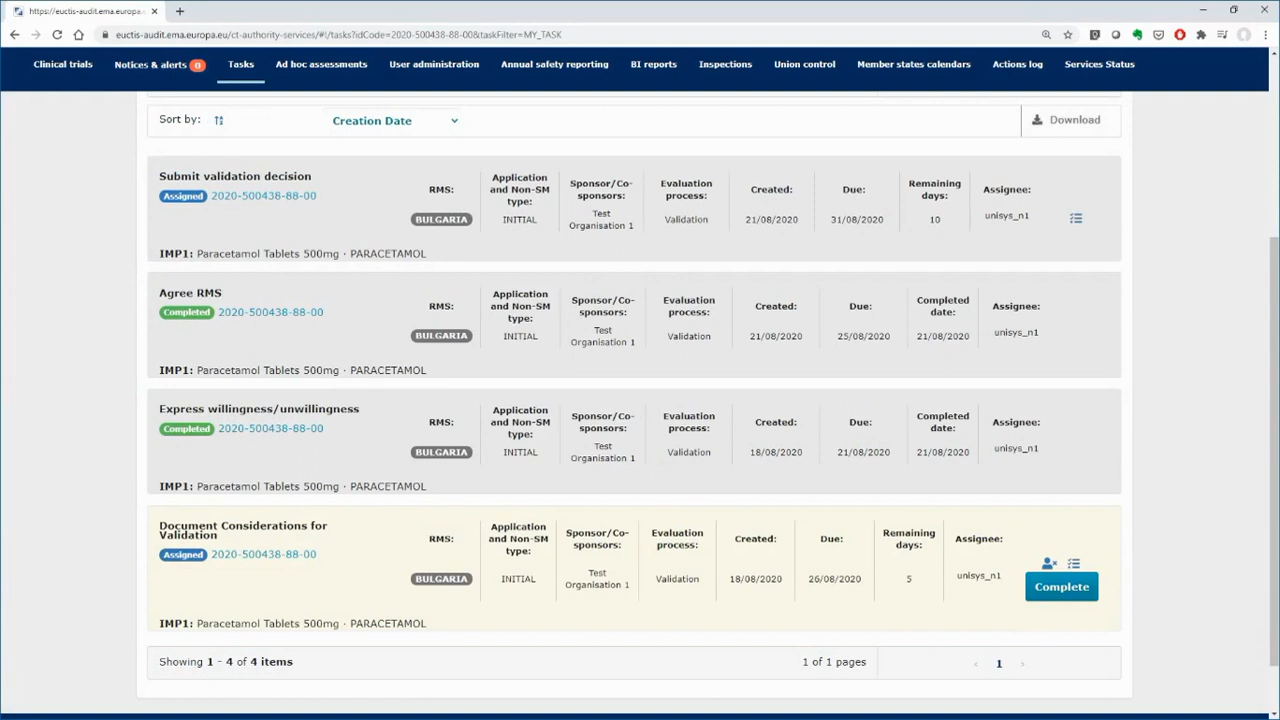 https://euctis-audit.ema.europa.
euctis-audit.ema.europa.eu/ct-authority-services/#!/tasks?idCode=2020-500438-88-00&taskFilter=MY_TASK
Clinical trials Notices & alerts 0 Tasks Ad hoc assessments User administration Annual safety reporting BI reports Inspections Union control Member states calendars Actions log Services Status
Sort by: Creation Date Download
Submit validation decision
Assigned 2020-500438-88-00
RMS:
BULGARIA
Application
and Non-SM
type:
INITIAL
Sponsor/Co-
sponsors:
Test
Organisation 1
Evaluation
process:
Validation
Created:
21/08/2020
Due:
31/08/2020
Remaining
days:
10
Assignee:
unisys_n1
IMP1: Paracetamol Tablets 500mg · PARACETAMOL
Agree RMS
Completed 2020-500438-88-00
RMS:
BULGARIA
Application
and Non-SM
type:
INITIAL
Sponsor/Co-
sponsors:
Test
Organisation 1
Evaluation
process:
Validation
Created:
21/08/2020
Due:
25/08/2020
Completed
date:
21/08/2020
Assignee:
unisys_n1
IMP1: Paracetamol Tablets 500mg · PARACETAMOL
Express willingness/unwillingness
Completed 2020-500438-88-00
RMS:
BULGARIA
Application
and Non-SM
type:
INITIAL
Sponsor/Co-
sponsors:
Test
Organisation 1
Evaluation
process:
Validation
Created:
18/08/2020
Due:
21/08/2020
Completed
date:
21/08/2020
Assignee:
unisys_n1
IMP1: Paracetamol Tablets 500mg · PARACETAMOL
Document Considerations for
Validation
Assigned 2020-500438-88-00
RMS:
BULGARIA
Application
and Non-SM
type:
INITIAL
Sponsor/Co-
sponsors:
Test
Organisation 1
Evaluation
process:
Validation
Created:
18/08/2020
Due:
26/08/2020
Remaining
days:
5
Assignee:
unisys_n1
Complete
IMP1: Paracetamol Tablets 500mg · PARACETAMOL
Showing 1 - 4 of 4 items 1 of 1 pages ‹ 1 ›